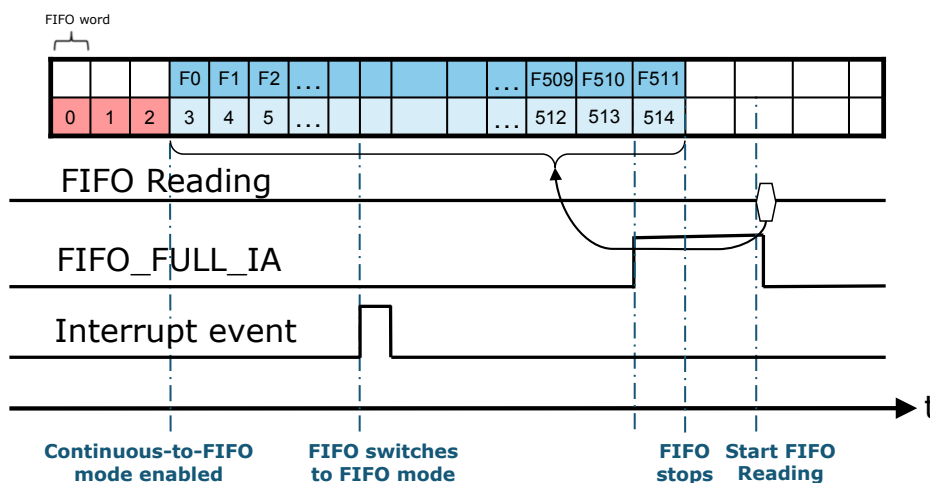 FIFO word
F0 F1 F2 ... ... F509 F510 F511
0 1 2 3 4 5 ... ... 512 513 514
FIFO Reading
FIFO_FULL_IA
Interrupt event
t
Continuous-to-FIFO
mode enabled
FIFO switches
to FIFO mode
FIFO
stops
Start FIFO
Reading